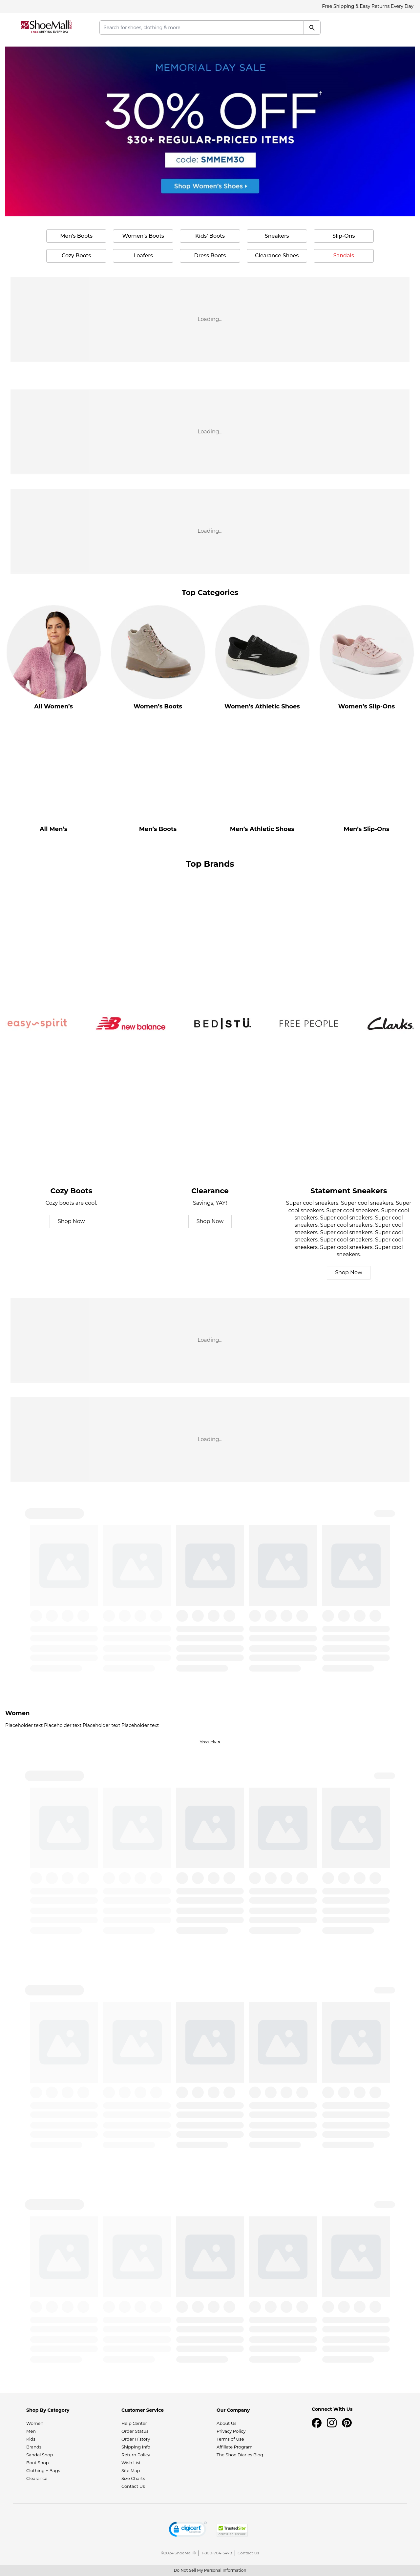 Free Shipping & Easy Returns Every Day
ShoeMall
FREE SHIPPING EVERY DAY
Search for shoes, clothing & more
MEMORIAL DAY SALE
30% OFF†
$30+ REGULAR-PRICED ITEMS
code: SMMEM30
Shop Women's Shoes
Men's Boots
Women's Boots
Kids' Boots
Sneakers
Slip-Ons
Cozy Boots
Loafers
Dress Boots
Clearance Shoes
Sandals
Loading...
Loading...
Loading...
Top Categories
All Women's
Women's Boots
Women's Athletic Shoes
Women's Slip-Ons
All Men's
Men's Boots
Men's Athletic Shoes
Men's Slip-Ons
Top Brands
easy spirit
new balance
BED|STÜ.
FREE PEOPLE
Clarks.
Cozy Boots
Cozy boots are cool.
Shop Now
Clearance
Savings, YAY!
Shop Now
Statement Sneakers
Super cool sneakers. Super cool sneakers. Super
cool sneakers. Super cool sneakers. Super cool
sneakers. Super cool sneakers. Super cool
sneakers. Super cool sneakers. Super cool
sneakers. Super cool sneakers. Super cool
sneakers. Super cool sneakers. Super cool
sneakers. Super cool sneakers. Super cool
sneakers.
Shop Now
Loading...
Loading...
Women
Placeholder text Placeholder text Placeholder text Placeholder text
View More
Shop By Category
Women
Men
Kids
Brands
Sandal Shop
Boot Shop
Clothing + Bags
Clearance
Customer Service
Help Center
Order Status
Order History
Shipping Info
Return Policy
Wish List
Site Map
Size Charts
Contact Us
Our Company
About Us
Privacy Policy
Terms of Use
Affiliate Program
The Shoe Diaries Blog
Connect With Us
digicert
TrustedSite
CERTIFIED SECURE
©2024 ShoeMall® | 1-800-704-5478 | Contact Us
Do Not Sell My Personal Information